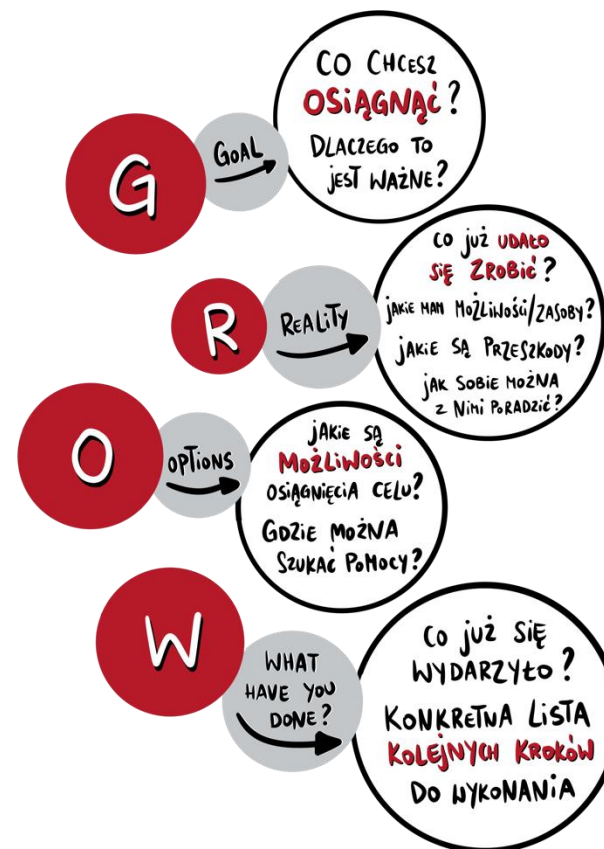 G
GOAL
CO CHCESZ
OSIĄGNĄĆ?
DLACZEGO TO
JEST WAŻNE?
R
REALITY
CO JUŻ UDAŁO
SIĘ ZROBIĆ?
JAKIE MAM MOŻLIWOŚCI/ZASOBY?
JAKIE SĄ PRZESZKODY?
JAK SOBIE MOŻNA
Z NIMI PORADZIĆ?
O
OPTIONS
JAKIE SĄ
MOŻLIWOŚCI
OSIĄGNIĘCIA CELU?
GDZIE MOŻNA
SZUKAĆ POMOCY?
W
WHAT
HAVE YOU
DONE?
CO JUŻ SIĘ
WYDARZYŁO?
KONKRETNA LISTA
KOLEJNYCH KROKÓW
DO WYKONANIA